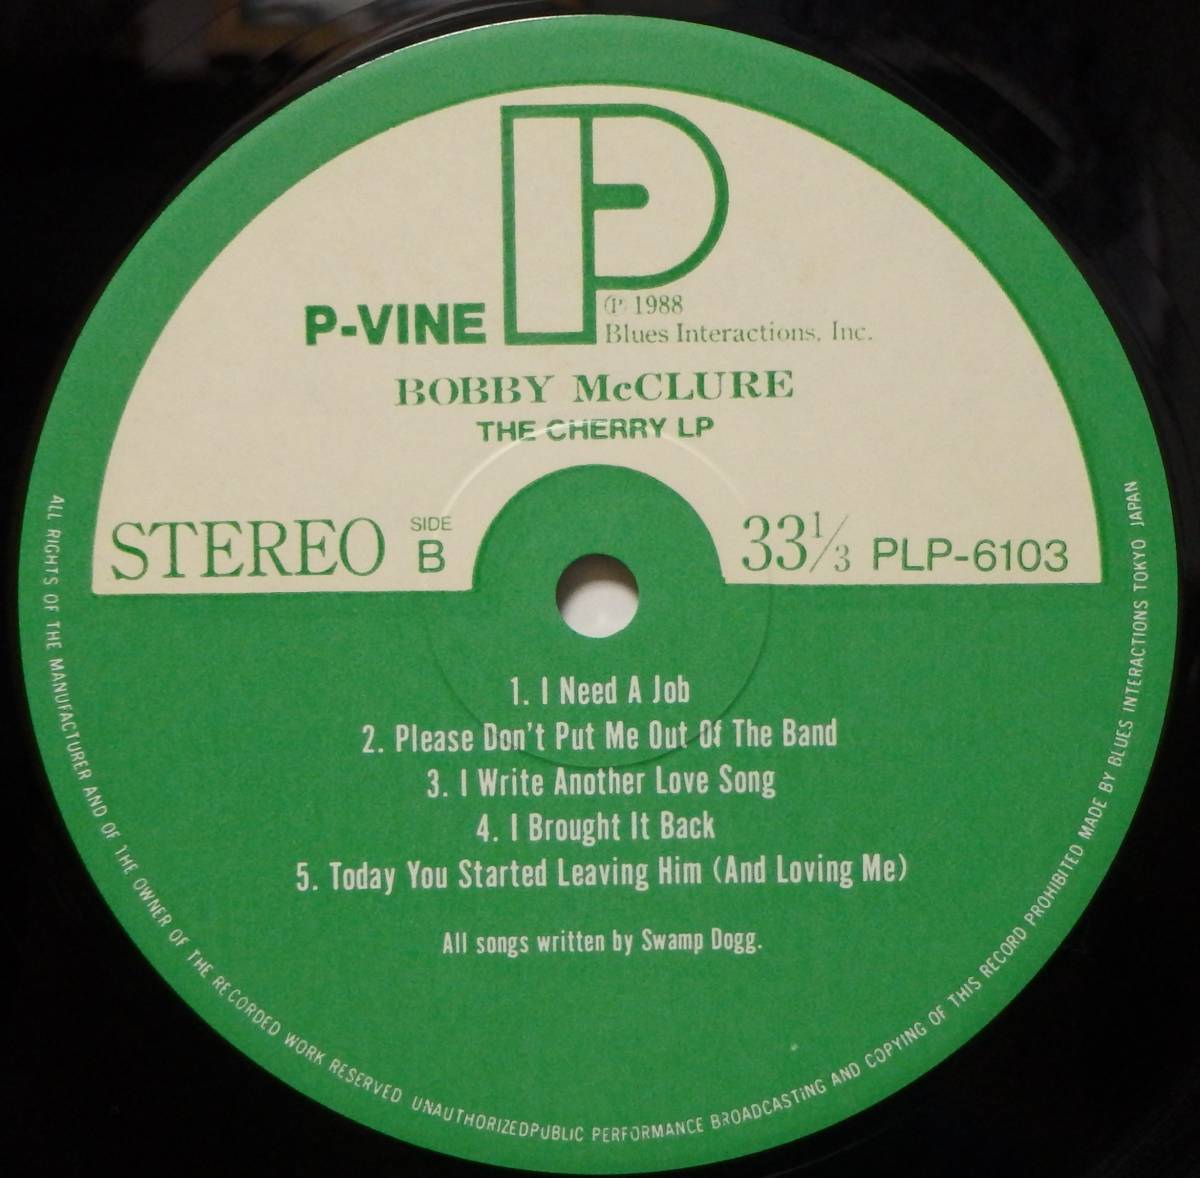 P-VINE
℗ 1988
Blues Interactions, Inc.
BOBBY McCLURE
THE CHERRY LP
STEREO
SIDE
B
33⅓ PLP-6103
1. I Need A Job
2. Please Don't Put Me Out Of The Band
3. I Write Another Love Song
4. I Brought It Back
5. Today You Started Leaving Him (And Loving Me)
All songs written by Swamp Dogg.
ALL RIGHTS OF THE MANUFACTURER AND OF THE OWNER OF THE RECORDED WORK RESERVED UNAUTHORIZEDPUBLIC PERFORMANCE BROADCASTING AND COPYING OF THIS RECORD PROHIBITED MADE BY BLUES INTERACTIONS TOKYO JAPAN